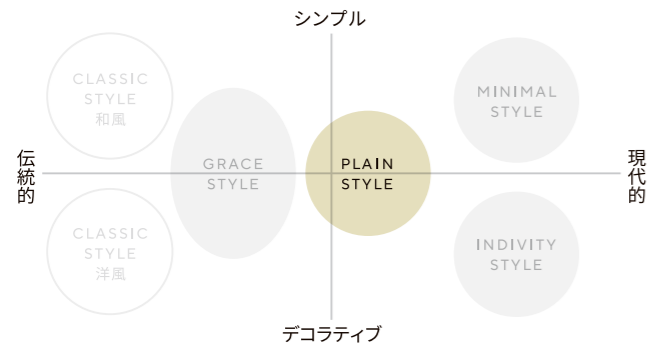 シンプル
CLASSIC
STYLE
和風
MINIMAL
STYLE
伝統的
GRACE
STYLE
PLAIN
STYLE
現代的
CLASSIC
STYLE
洋風
INDIVITY
STYLE
デコラティブ